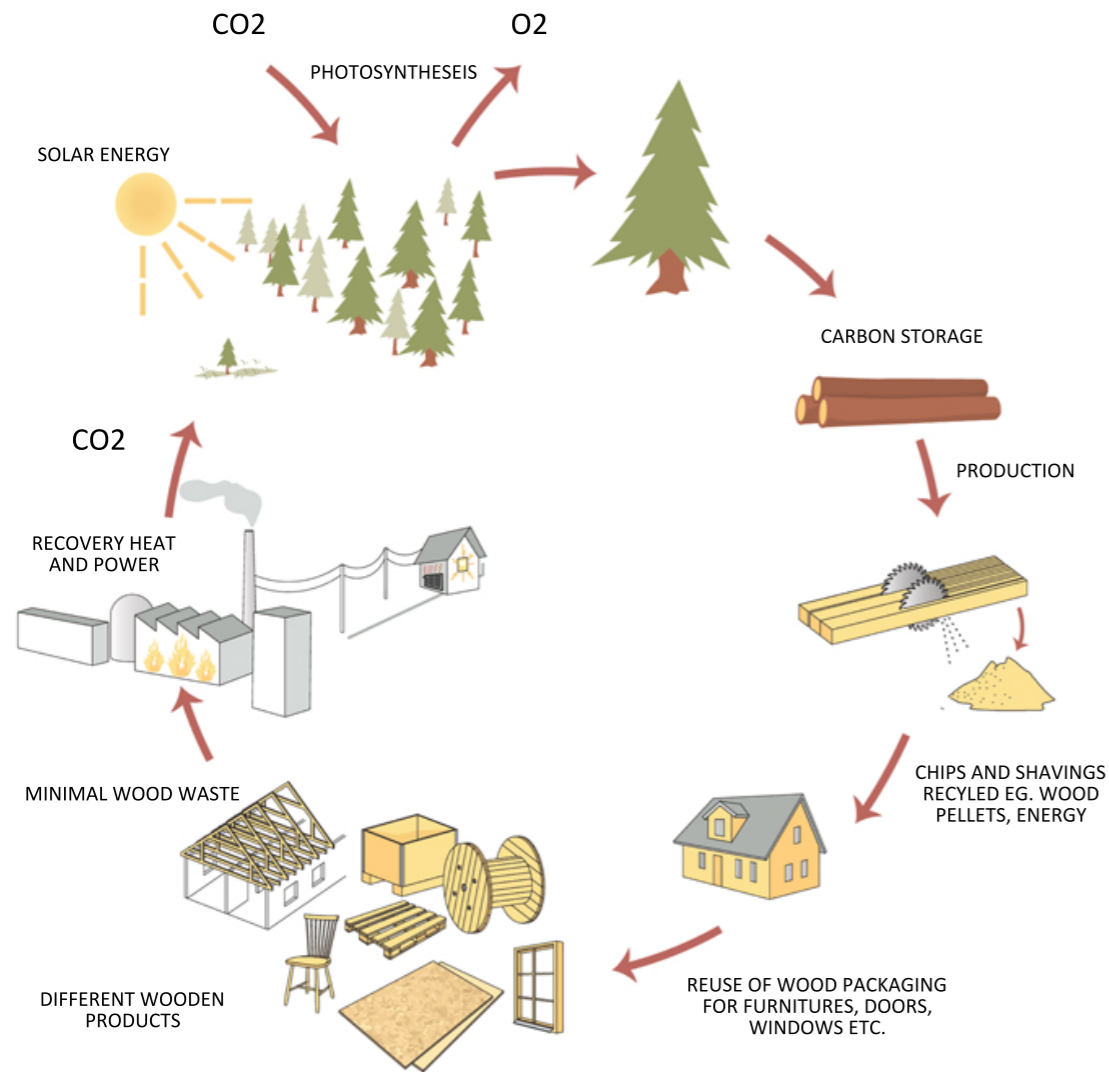 CO2
O2
PHOTOSYNTHESEIS
SOLAR ENERGY
CARBON STORAGE
CO2
PRODUCTION
RECOVERY HEAT
AND POWER
CHIPS AND SHAVINGS
RECYLED EG. WOOD
PELLETS, ENERGY
MINIMAL WOOD WASTE
REUSE OF WOOD PACKAGING
FOR FURNITURES, DOORS,
WINDOWS ETC.
DIFFERENT WOODEN
PRODUCTS